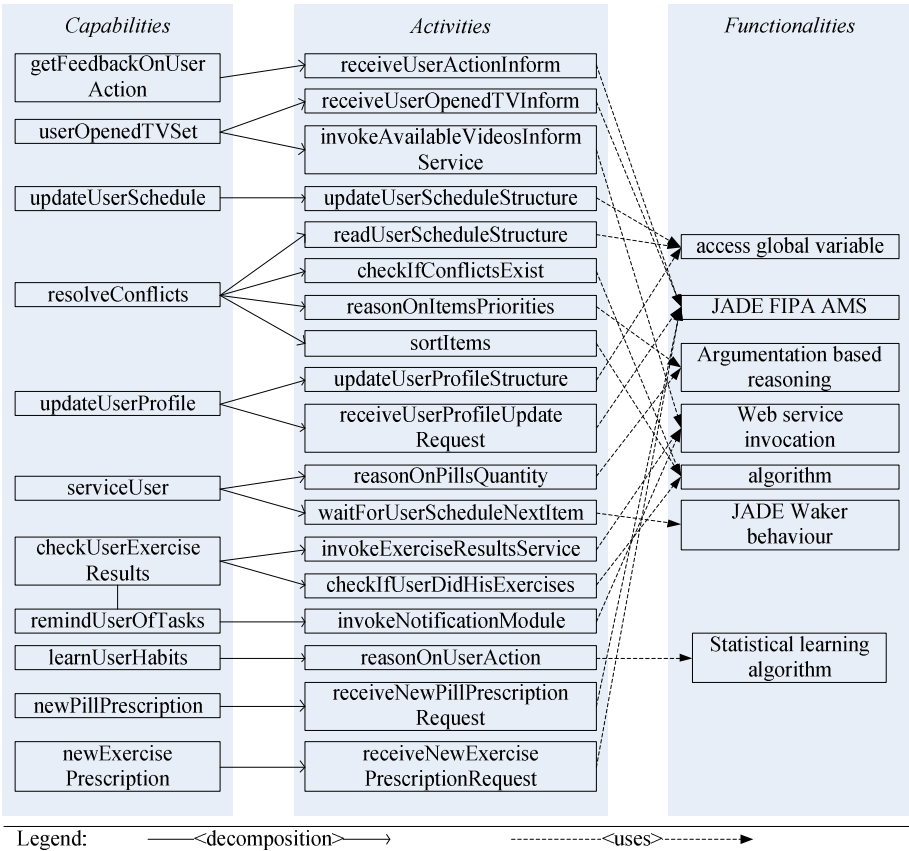 Capabilities
Activities
Functionalities
getFeedbackOnUser
Action
userOpenedTVSet
updateUserSchedule
resolveConflicts
updateUserProfile
serviceUser
checkUserExercise
Results
remindUserOfTasks
learnUserHabits
newPillPrescription
newExercise
Prescription
receiveUserActionInform
receiveUserOpenedTVInform
invokeAvailableVideosInform
Service
updateUserScheduleStructure
readUserScheduleStructure
checkIfConflictsExist
reasonOnItemsPriorities
sortItems
updateUserProfileStructure
receiveUserProfileUpdate
Request
reasonOnPillsQuantity
waitForUserScheduleNextItem
invokeExerciseResultsService
checkIfUserDidHisExercises
invokeNotificationModule
reasonOnUserAction
receiveNewPillPrescription
Request
receiveNewExercise
PrescriptionRequest
access global variable
JADE FIPA AMS
Argumentation based
reasoning
Web service
invocation
algorithm
JADE Waker
behaviour
Statistical learning
algorithm
Legend: <decomposition> <uses>